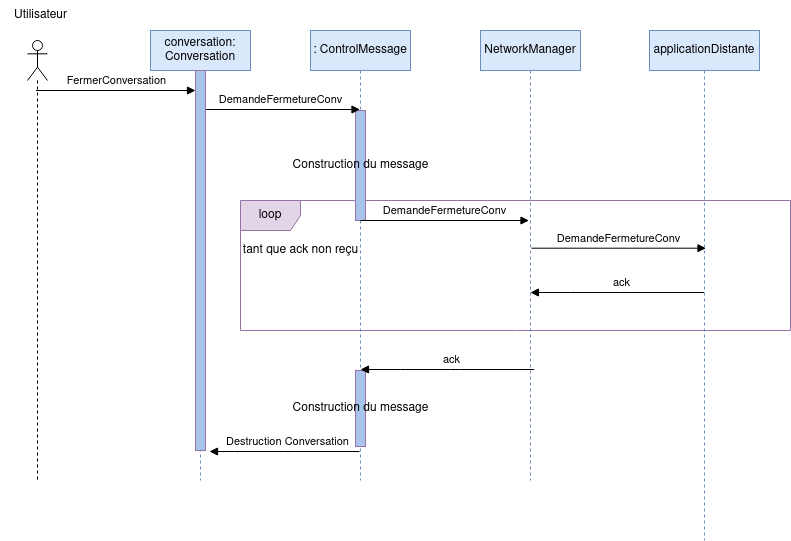 Utilisateur
conversation:
Conversation
: ControlMessage
NetworkManager
applicationDistante
FermerConversation
DemandeFermetureConv
Construction du message
loop
DemandeFermetureConv
tant que ack non reçu
DemandeFermetureConv
ack
ack
Construction du message
Destruction Conversation